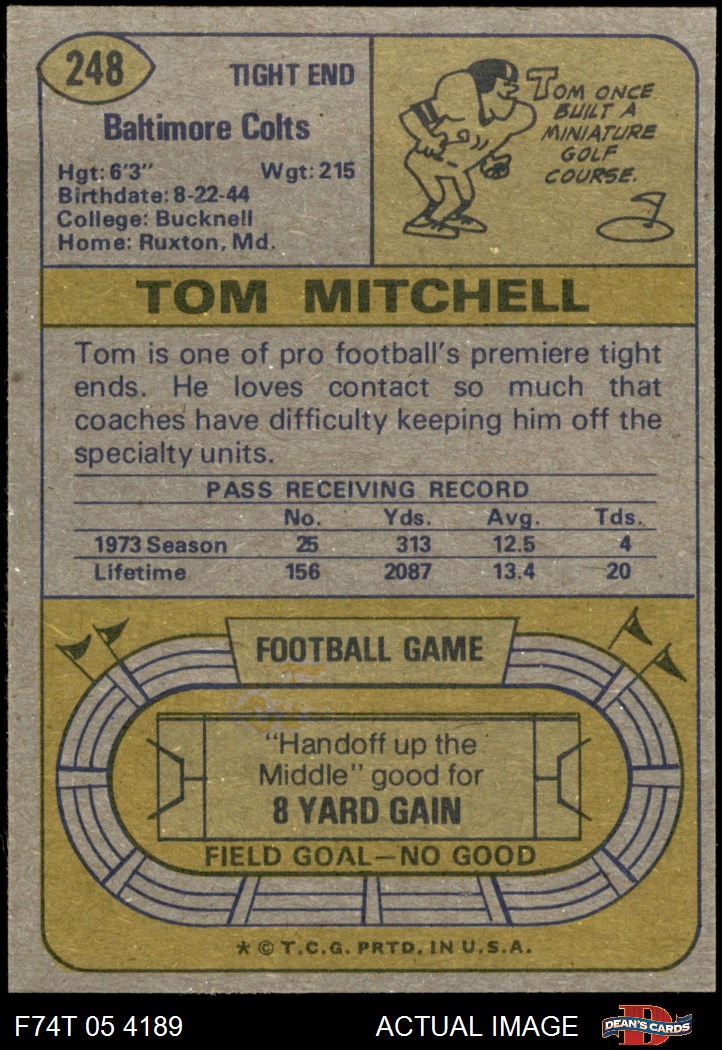 248
TIGHT END
Baltimore Colts
Hgt: 6'3" Wgt: 215
Birthdate: 8-22-44
College: Bucknell
Home: Ruxton, Md.
TOM ONCE
BUILT A
MINIATURE
GOLF
COURSE.
TOM MITCHELL
Tom is one of pro football's premiere tight
ends. He loves contact so much that
coaches have difficulty keeping him off the
specialty units.
PASS RECEIVING RECORD
No. Yds. Avg. Tds.
1973 Season 25 313 12.5 4
Lifetime 156 2087 13.4 20
FOOTBALL GAME
"Handoff up the
Middle" good for
8 YARD GAIN
FIELD GOAL—NO GOOD
* © T.C.G. PRTD. IN U.S.A.
F74T 05 4189 ACTUAL IMAGE
D
DEAN'S CARDS